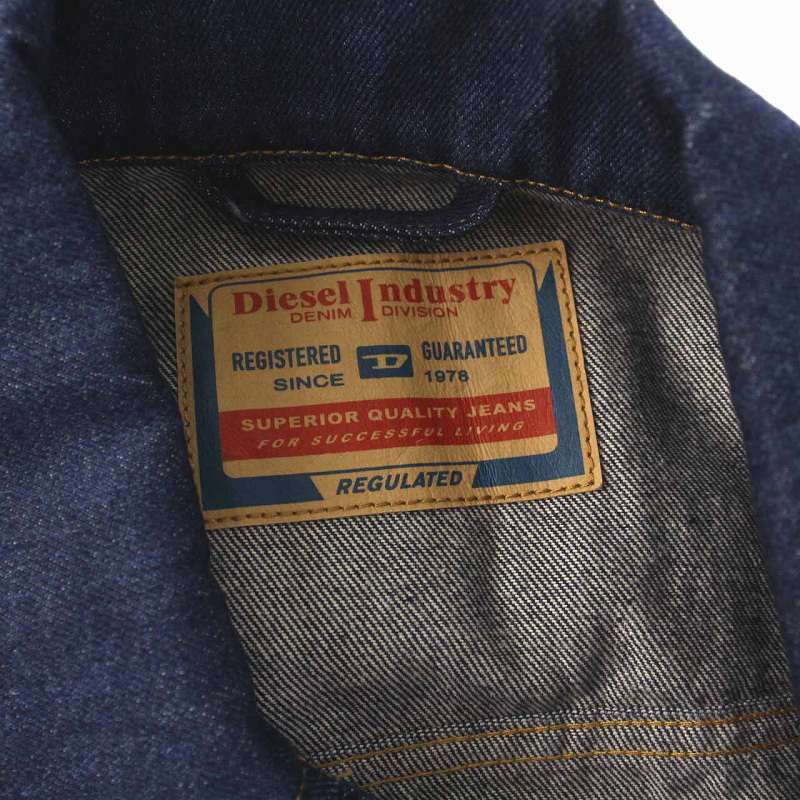 Diesel Industry
DENIM DIVISION
REGISTERED D GUARANTEED
SINCE 1978
SUPERIOR QUALITY JEANS
FOR SUCCESSFUL LIVING
REGULATED